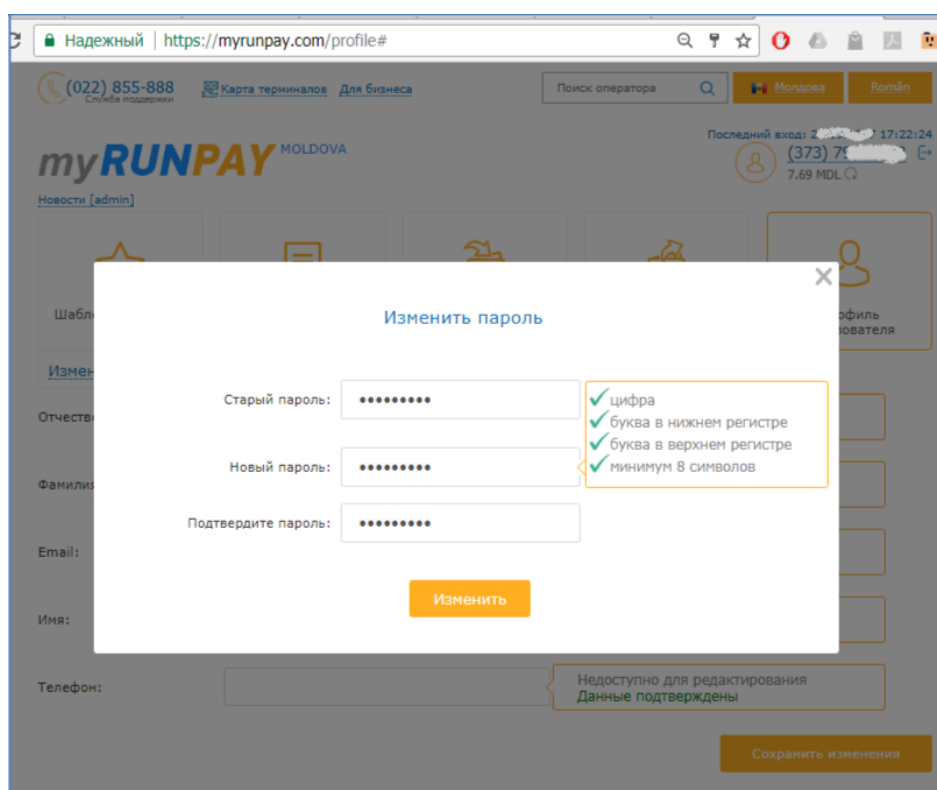 Надежный | https://myrunpay.com/profile#
(022) 855-888 Карта терминалов Для бизнеса Поиск оператора Молдова Român
Служба поддержки
Последний вход: 2 17:22:24
myRUNPAY MOLDOVA
(373) 79
7.69 MDL
Новости [admin]
Изменить пароль
Старый пароль: •••••••••
цифра
буква в нижнем регистре
буква в верхнем регистре
минимум 8 символов
Новый пароль: •••••••••
Подтвердите пароль: •••••••••
Изменить
Email:
Имя:
Телефон:
Недоступно для редактирования
Данные подтверждены
Сохранить изменения